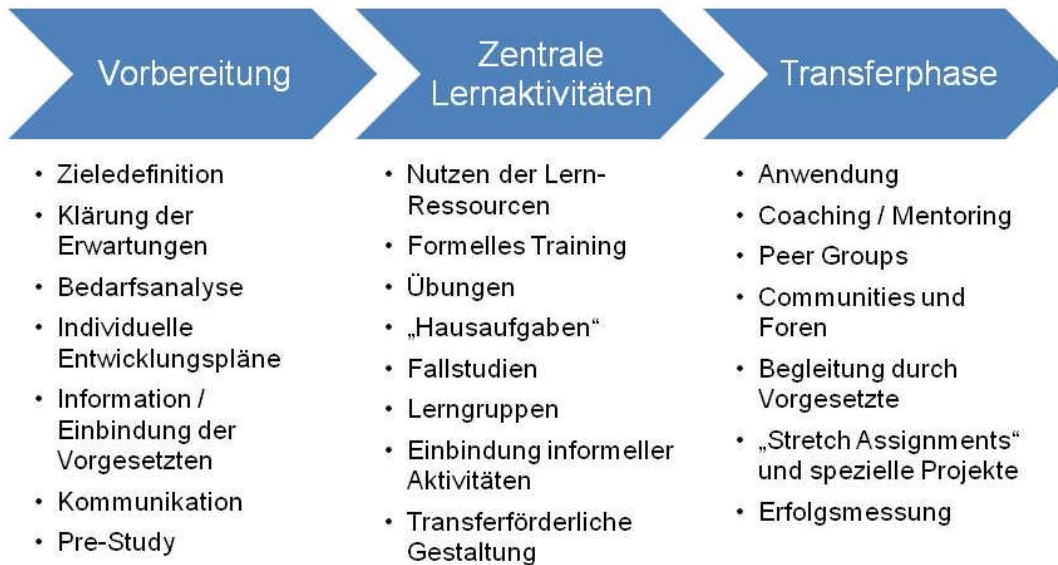 Vorbereitung
• Zieledefinition
• Klärung der
Erwartungen
• Bedarfsanalyse
• Individuelle
Entwicklungspläne
• Information /
Einbindung der
Vorgesetzten
• Kommunikation
• Pre-Study
Zentrale
Lernaktivitäten
• Nutzen der Lern-
Ressourcen
• Formelles Training
• Übungen
• „Hausaufgaben“
• Fallstudien
• Lerngruppen
• Einbindung informeller
Aktivitäten
• Transferförderliche
Gestaltung
Transferphase
• Anwendung
• Coaching / Mentoring
• Peer Groups
• Communities und
Foren
• Begleitung durch
Vorgesetzte
• „Stretch Assignments“
und spezielle Projekte
• Erfolgsmessung